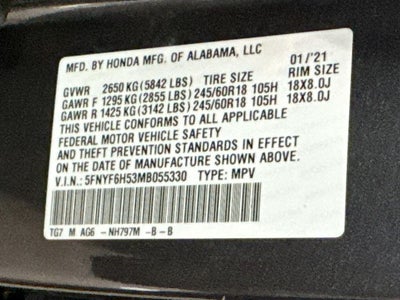 MFD. BY HONDA MFG. OF ALABAMA, LLC 01/'21
GVWR 2650 KG (5842 LBS) TIRE SIZE RIM SIZE
GAWR F 1295 KG (2855 LBS) 245/60R18 105H 18X8.0J
GAWR R 1425 KG (3142 LBS) 245/60R18 105H 18X8.0J
THIS VEHICLE CONFORMS TO ALL APPLICABLE
FEDERAL MOTOR VEHICLE SAFETY
AND THEFT PREVENTION STANDARDS IN EFFECT
ON THE DATE OF MANUFACTURE SHOWN ABOVE.
V.I.N.: 5FNYF6H53MB055330 TYPE: MPV
TG7 M AG6 -NH797M -B-B